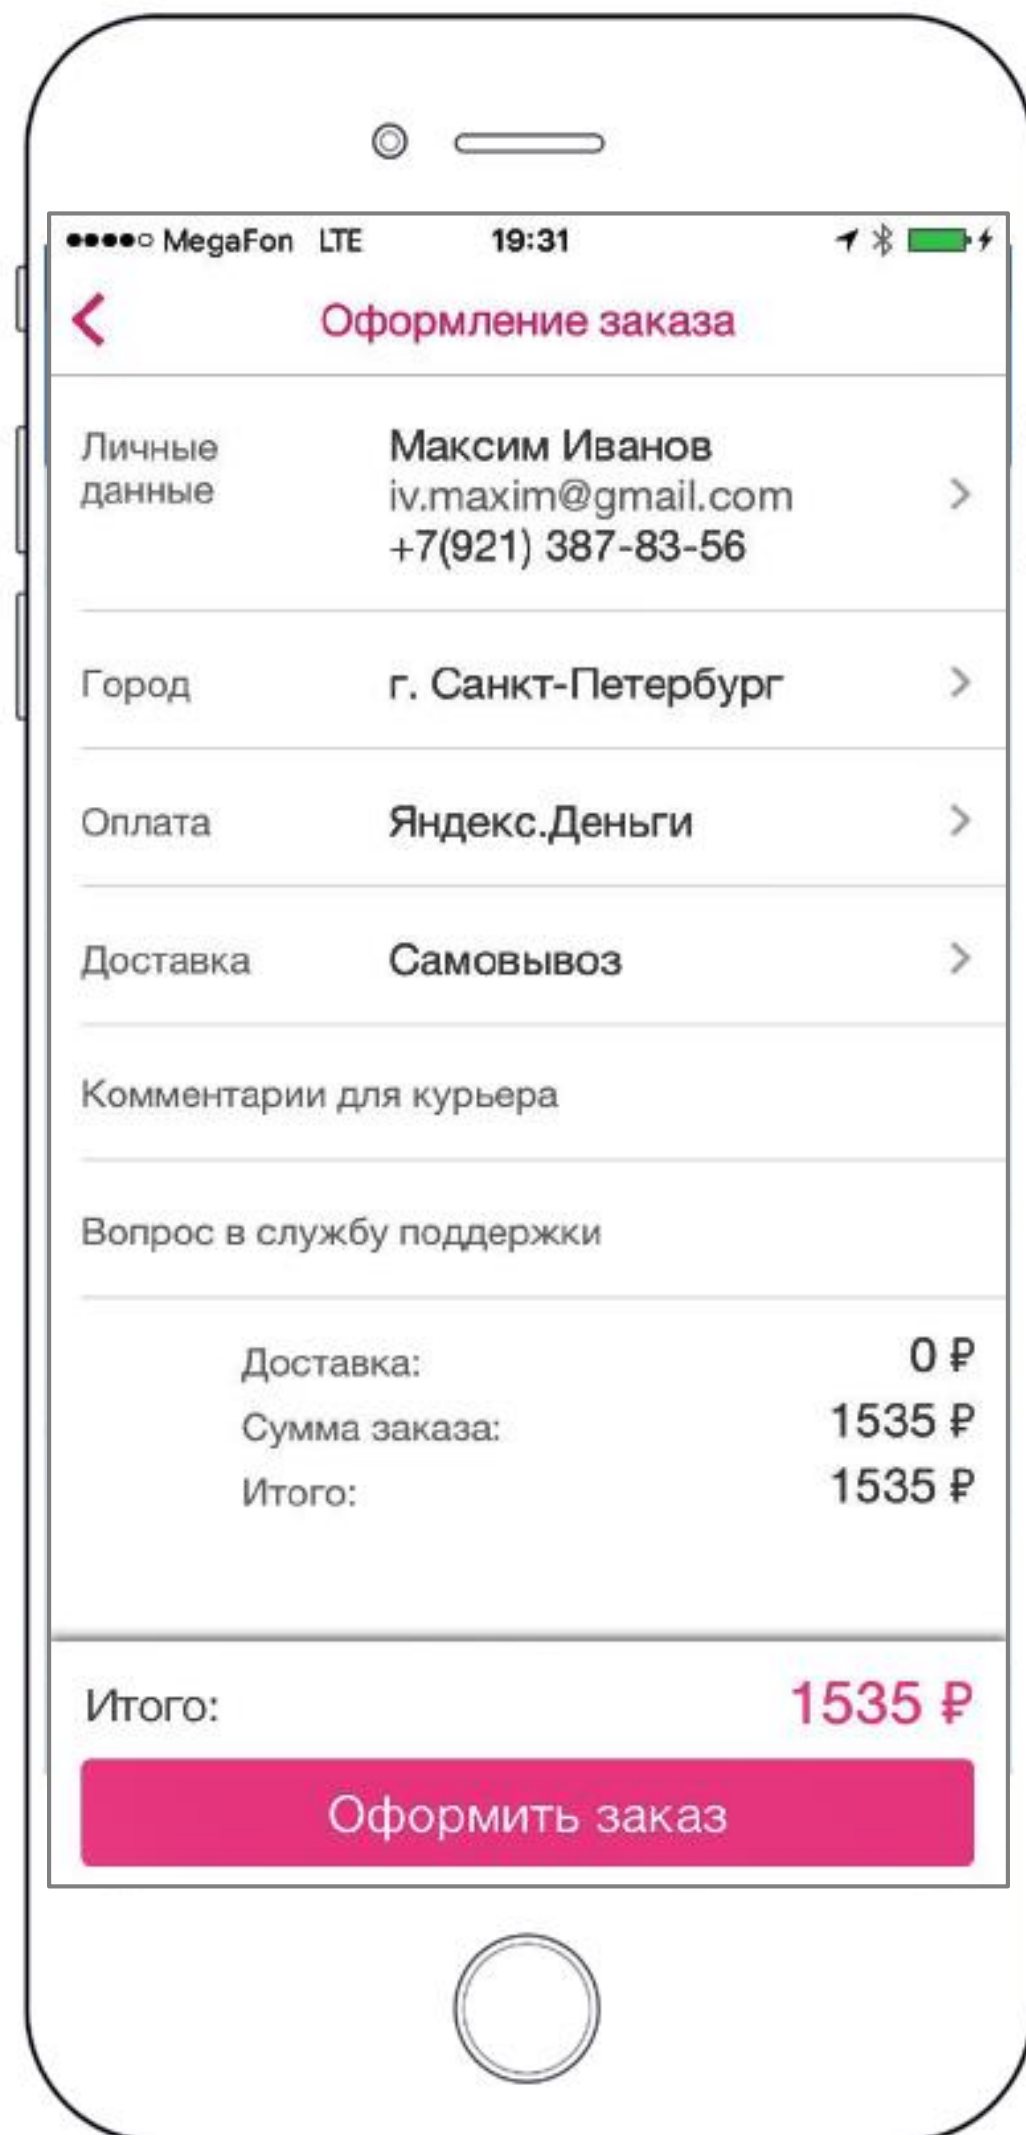 MegaFon LTE 19:31
Оформление заказа
Личные данные
Максим Иванов
iv.maxim@gmail.com
+7(921) 387-83-56
Город г. Санкт-Петербург
Оплата Яндекс.Деньги
Доставка Самовывоз
Комментарии для курьера
Вопрос в службу поддержки
Доставка: 0 ₽
Сумма заказа: 1535 ₽
Итого: 1535 ₽
Итого: 1535 ₽
Оформить заказ